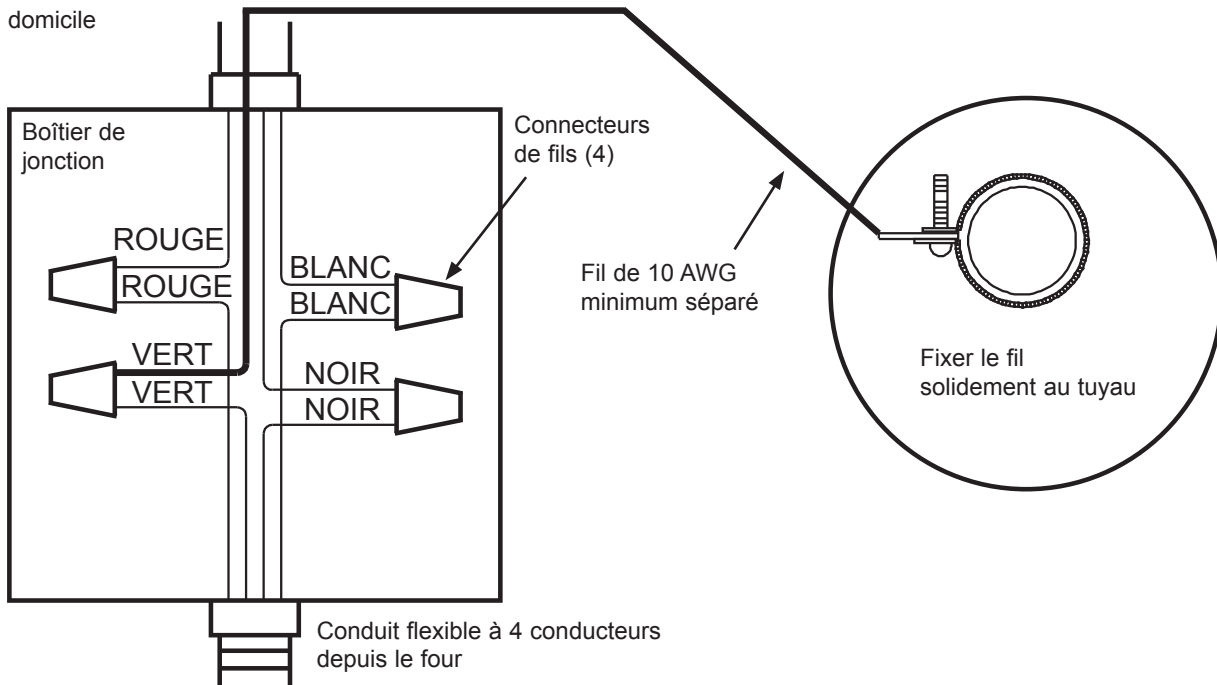 domicile
Boîtier de
jonction
Connecteurs
de fils (4)
ROUGE
ROUGE
BLANC
BLANC
VERT
VERT
NOIR
NOIR
Fil de 10 AWG
minimum séparé
Fixer le fil
solidement au tuyau
Conduit flexible à 4 conducteurs
depuis le four